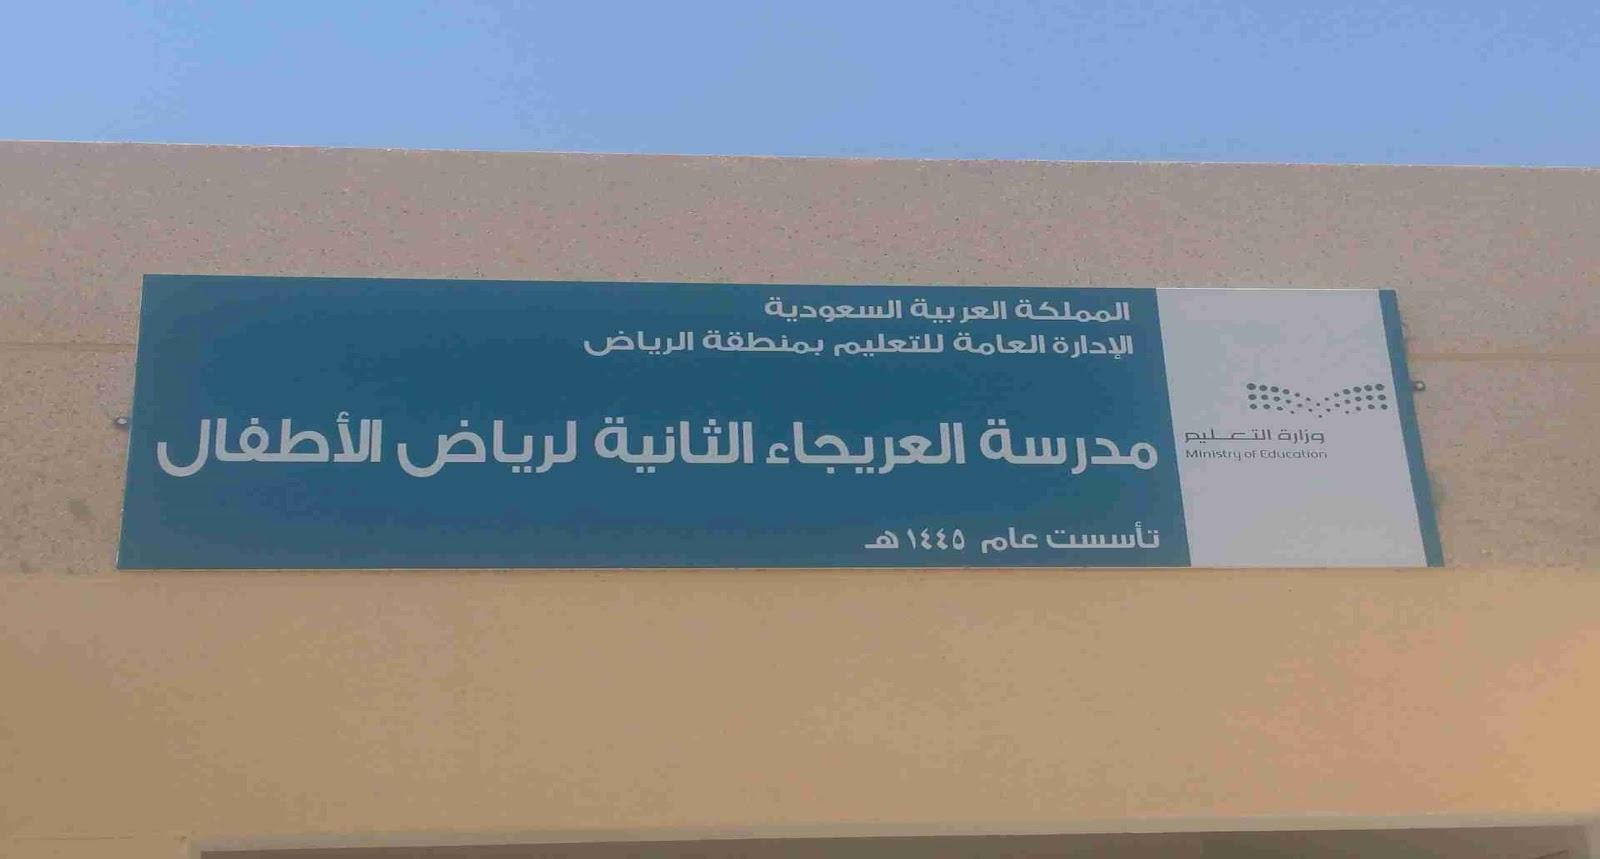 المملكة العربية السعودية
الإدارة العامة للتعليم بمنطقة الرياض
مدرسة العريجاء الثانية لرياض الأطفال
تأسست عام ١٤٤٥ هـ
وزارة التعليم
Ministry of Education